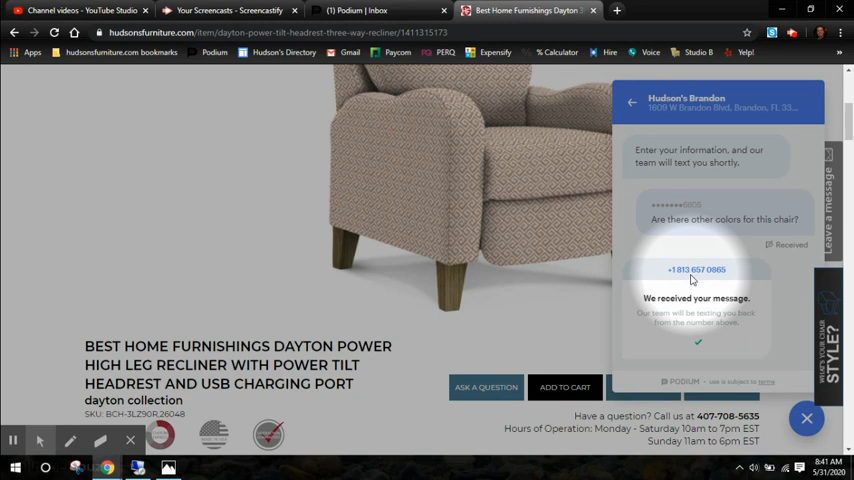 Channel videos - YouTube Studio
Your Screencasts - Screencastify
(1) Podium | Inbox
Best Home Furnishings Dayton
hudsonsfurniture.com/item/dayton-power-tilt-headrest-three-way-recliner/1411315173
Apps hudsonsfurniture.com bookmarks Podium Hudson's Directory Gmail Paycom PERQ Expensify % Calculator Hire Voice Studio B Yelp!
Hudson's Brandon
1609 W Brandon Blvd, Brandon, FL 33...
Enter your information, and our
team will text you shortly.
•••••••6805
Are there other colors for this chair?
Received
+1 813 657 0865
We received your message.
Our team will be texting you back
from the number above.
PODIUM • use is subject to terms
Leave a message
WHAT'S YOUR CHAIR
STYLE?
BEST HOME FURNISHINGS DAYTON POWER
HIGH LEG RECLINER WITH POWER TILT
HEADREST AND USB CHARGING PORT
dayton collection
SKU: BCH-3LZ90R,26048
ASK A QUESTION
ADD TO CART
Have a question? Call us at 407-708-5635
Hours of Operation: Monday - Saturday 10am to 7pm EST
Sunday 11am to 6pm EST
8:41 AM
5/31/2020